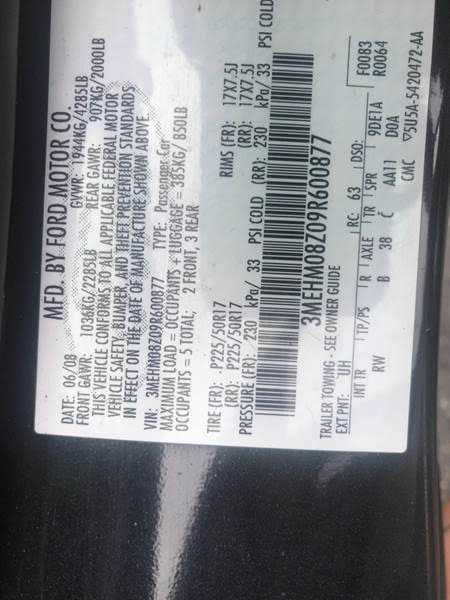 MFD. BY FORD MOTOR CO.
DATE: 06/08 GVWR: 1944KG/4285LB
FRONT GAWR: 1036KG/2285LB REAR GAWR: 907KG/2000LB
THIS VEHICLE CONFORMS TO ALL APPLICABLE FEDERAL MOTOR
VEHICLE SAFETY, BUMPER, AND THEFT PREVENTION STANDARDS
IN EFFECT ON THE DATE OF MANUFACTURE SHOWN ABOVE.
VIN: 3MEHM08Z09R600877 TYPE: Passenger Car
MAXIMUM LOAD = OCCUPANTS + LUGGAGE = 385KG/ 850LB
OCCUPANTS = 5 TOTAL; 2 FRONT, 3 REAR
TIRE (FR): P225/50R17 RIMS (FR): 17X7.5J
(RR): P225/50R17 (RR): 17X7.5J
PRESSURE (FR): 230 kPa/ 33 PSI COLD (RR): 230 kPa/ 33 PSI COLD
3MEHM08Z09R600877
TRAILER TOWING - SEE OWNER GUIDE
EXT PNT: UH RC: 63 DSO: F0083
R0064
INT TR TP/PS R AXLE TR SPR 9DE1A
RW B 38 C AA11 D0A
CMC ▽5U5A-5420472-AA